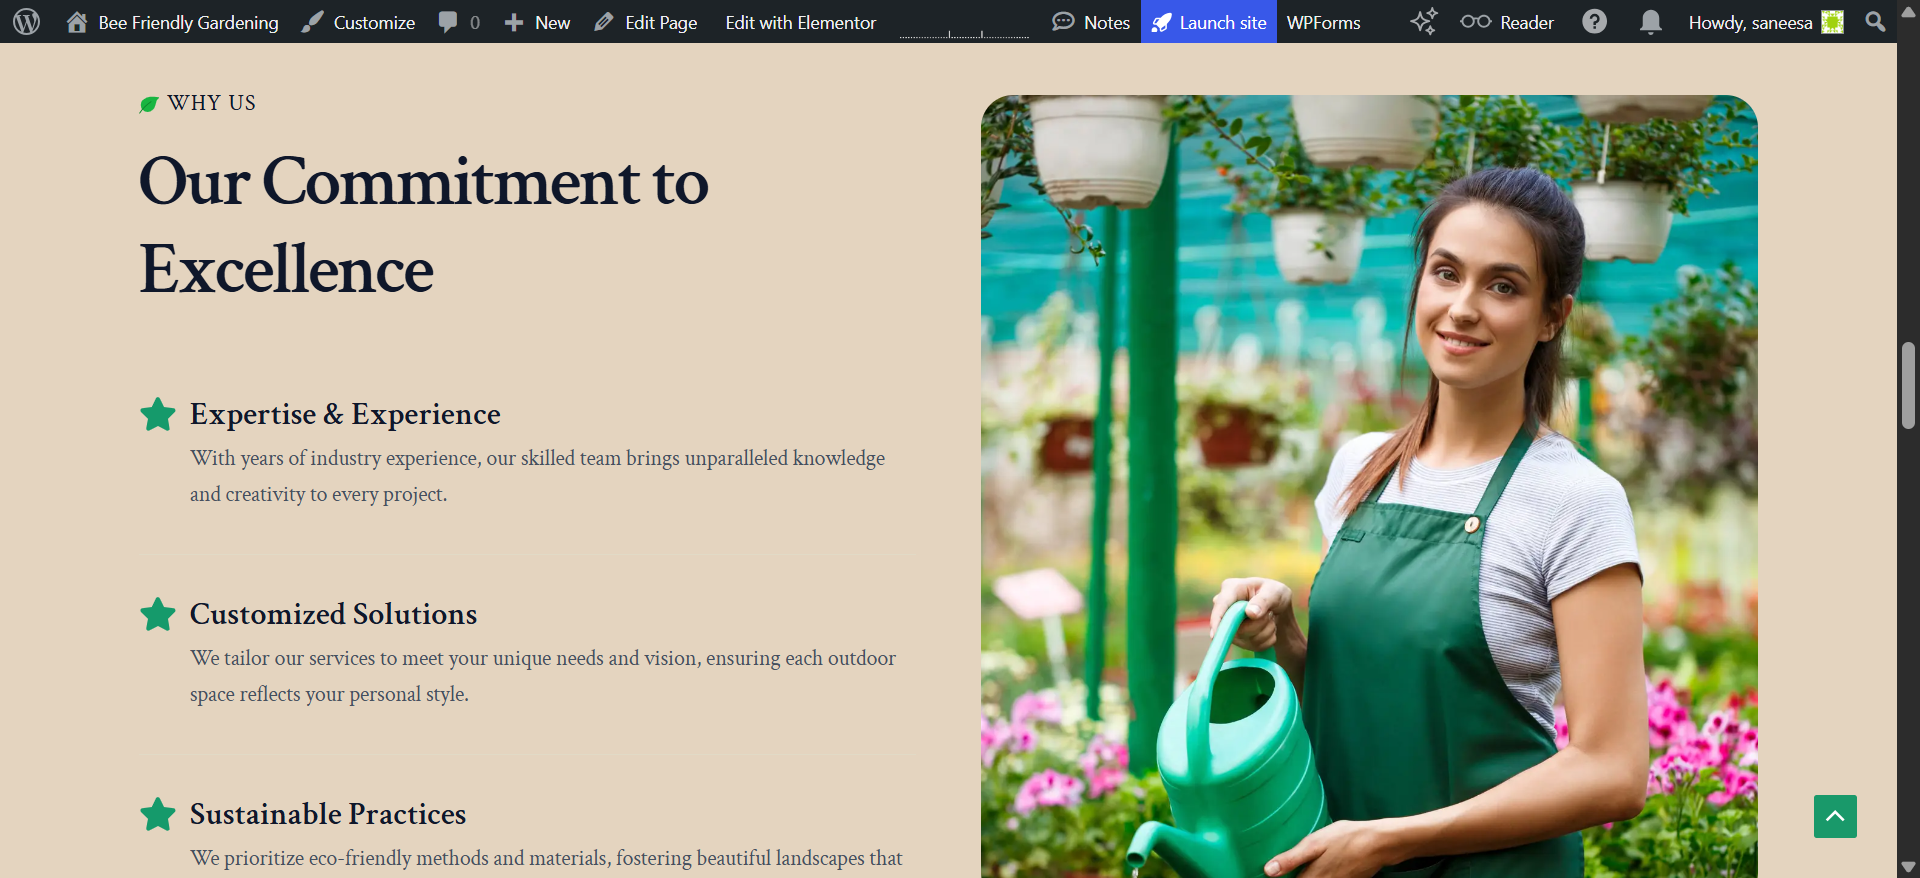 Bee Friendly Gardening Customize 0 New Edit Page Edit with Elementor Notes Launch site WPForms Reader Howdy, saneesa
WHY US
Our Commitment to
Excellence
Expertise & Experience
With years of industry experience, our skilled team brings unparalleled knowledge
and creativity to every project.
Customized Solutions
We tailor our services to meet your unique needs and vision, ensuring each outdoor
space reflects your personal style.
Sustainable Practices
We prioritize eco-friendly methods and materials, fostering beautiful landscapes that